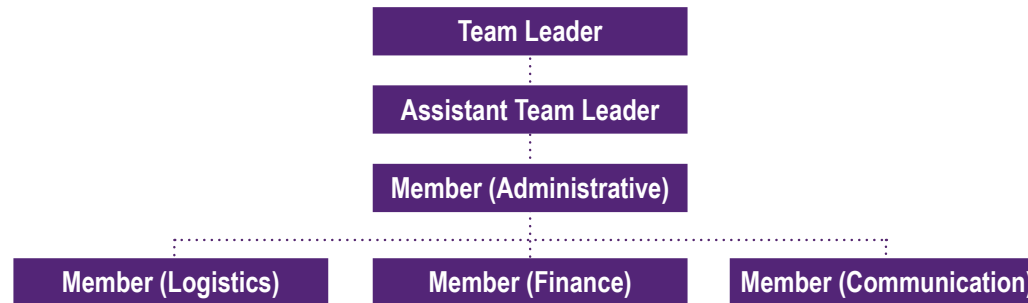 Team Leader
Assistant Team Leader
Member (Administrative)
Member (Logistics)
Member (Finance)
Member (Communication)